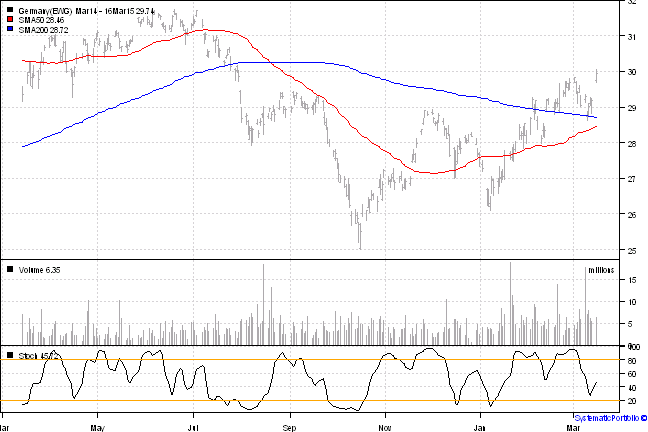 Germany(EWG) Mar14 - 16Mar15 29.74
SMA50 28.46
SMA200 28.72
32
31
30
29
28
27
26
25
Volume 6.35
millions
15
10
5
Stoch 45.72
100
80
60
40
20
Mar May Jul Sep Nov Jan Mar
SystematicPortfolio ©